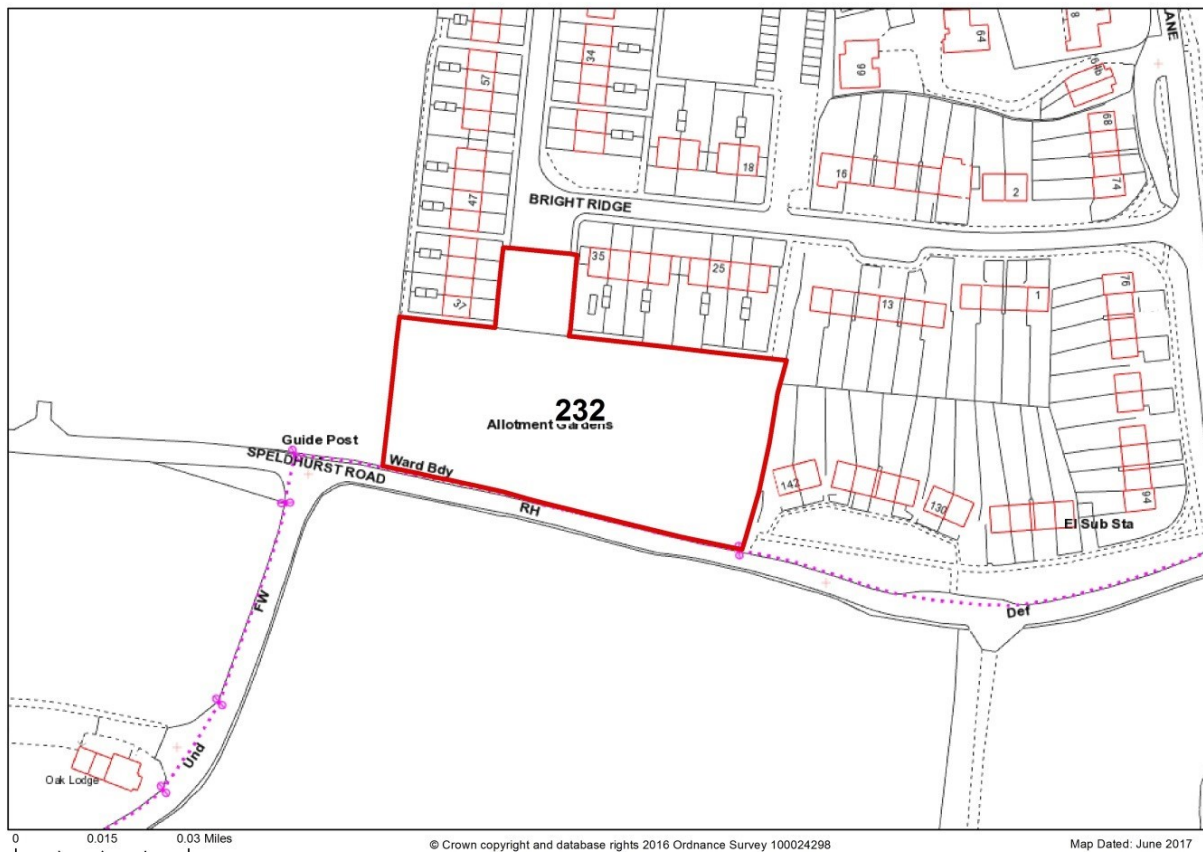 LANE
8
64
66
64b
57
34
68
18
16
2
74
47
BRIGHT RIDGE
35
25
76
37
13
1
232
Allotment Gardens
Guide Post
SPELDHURST ROAD
Ward Bdy
142
130
94
RH
El Sub Sta
FW
Def
Und
Oak Lodge
0 0.015 0.03 Miles
© Crown copyright and database rights 2016 Ordnance Survey 100024298
Map Dated: June 2017